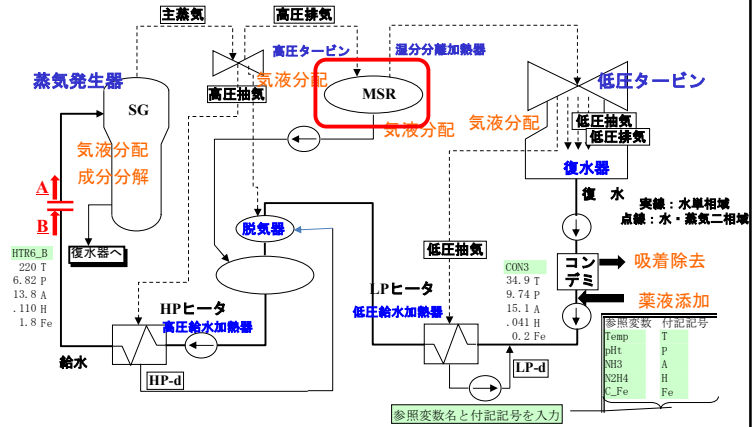 主蒸気
高圧排気
高圧タービン
湿分分離加熱器
蒸気発生器
SG
気液分配
高圧抽気
MSR
低圧タービン
気液分配
気液分配
低圧抽気
低圧排気
気液分配
成分分解
復水器
復 水
実線：水単相域
点線：水・蒸気二相域
A
B
脱気器
低圧抽気
復水器へ
コン
デミ
吸着除去
薬液添加
HTR6_B
220 T
6.82 P
13.8 A
.110 H
1.8 Fe
CON3
34.9 T
9.74 P
15.1 A
.041 H
0.2 Fe
HPヒータ
高圧給水加熱器
LPヒータ
低圧給水加熱器
給水
HP-d
LP-d
参照変数 付記記号
Temp T
pHt P
NH3 A
N2H4 H
C_Fe Fe
参照変数名と付記記号を入力